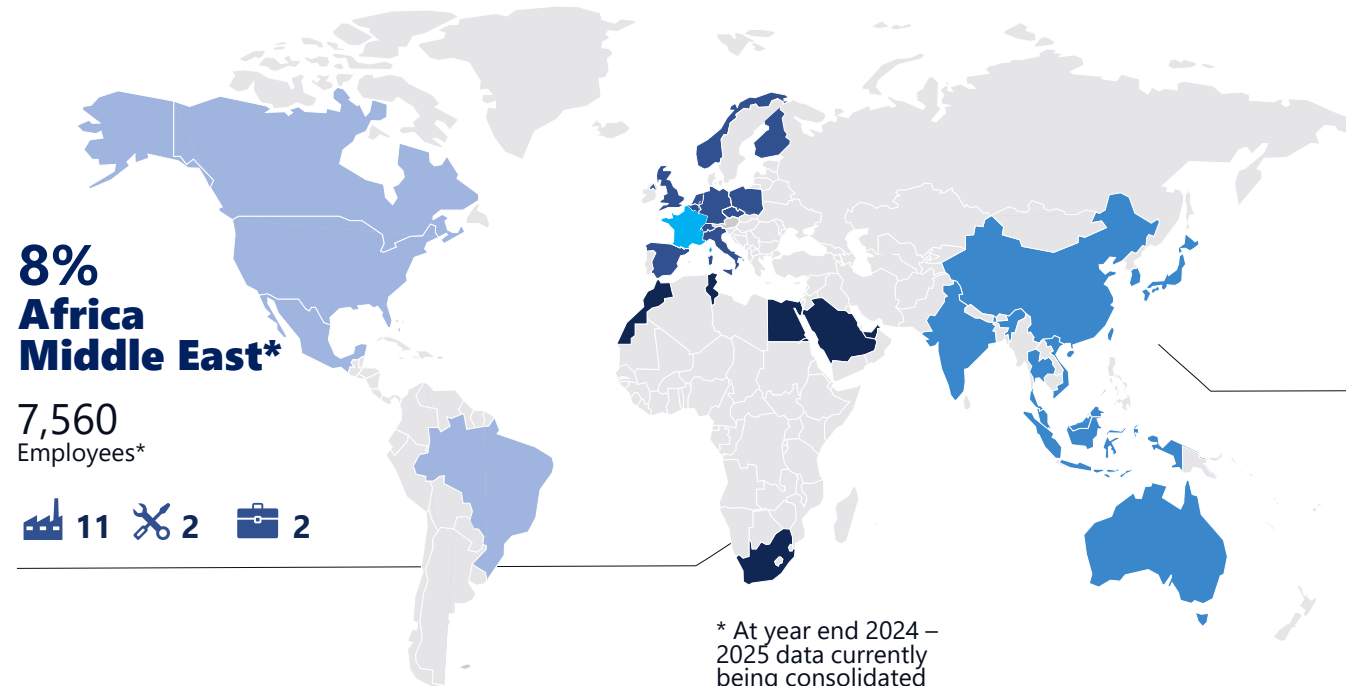 8%
Africa
Middle East*
7,560
Employees*
11
2
2
* At year end 2024 –
2025 data currently
being consolidated